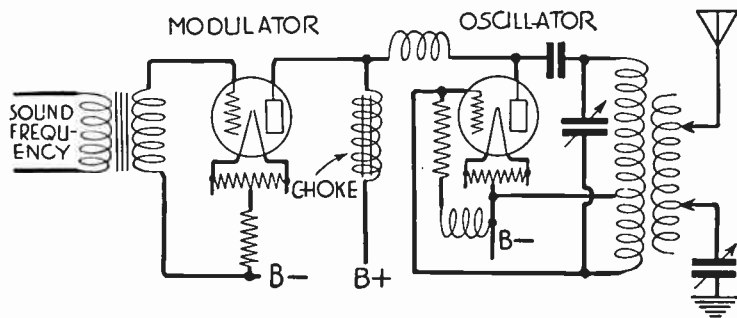 MODULATOR
OSCILLATOR
SOUND
FREQU-
ENCY
CHOKE
B−
B+
B−